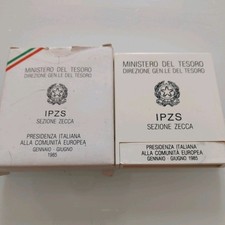 MINISTERO DEL TESORO
DIREZIONE GEN.LE DEL TESORO
IPZS
SEZIONE ZECCA
PRESIDENZA ITALIANA
ALLA COMUNITÀ EUROPEA
GENNAIO - GIUGNO
1985
MINISTERO DEL TESORO
DIREZIONE GEN.LE DEL TESORO
IPZS
SEZIONE ZECCA
PRESIDENZA ITALIANA
ALLA COMUNITÀ EUROPEA
GENNAIO - GIUGNO 1985